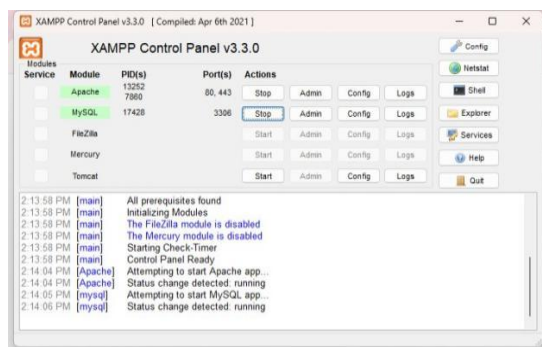 XAMPP Control Panel v3.3.0 [ Compiled: Apr 6th 2021 ]
XAMPP Control Panel v3.3.0
Config
Modules
Service Module PID(s) Port(s) Actions
Netstat
Apache 13252 7860 80, 443 Stop Admin Config Logs
Shell
MySQL 17428 3306 Stop Admin Config Logs
Explorer
FileZilla Start Admin Config Logs
Services
Mercury Start Admin Config Logs
Help
Tomcat Start Admin Config Logs
Quit
2:13:58 PM [main] All prerequisites found
2:13:58 PM [main] Initializing Modules
2:13:58 PM [main] The FileZilla module is disabled
2:13:58 PM [main] The Mercury module is disabled
2:13:58 PM [main] Starting Check-Timer
2:13:58 PM [main] Control Panel Ready
2:14:04 PM [Apache] Attempting to start Apache app...
2:14:04 PM [Apache] Status change detected: running
2:14:05 PM [mysql] Attempting to start MySQL app...
2:14:06 PM [mysql] Status change detected: running